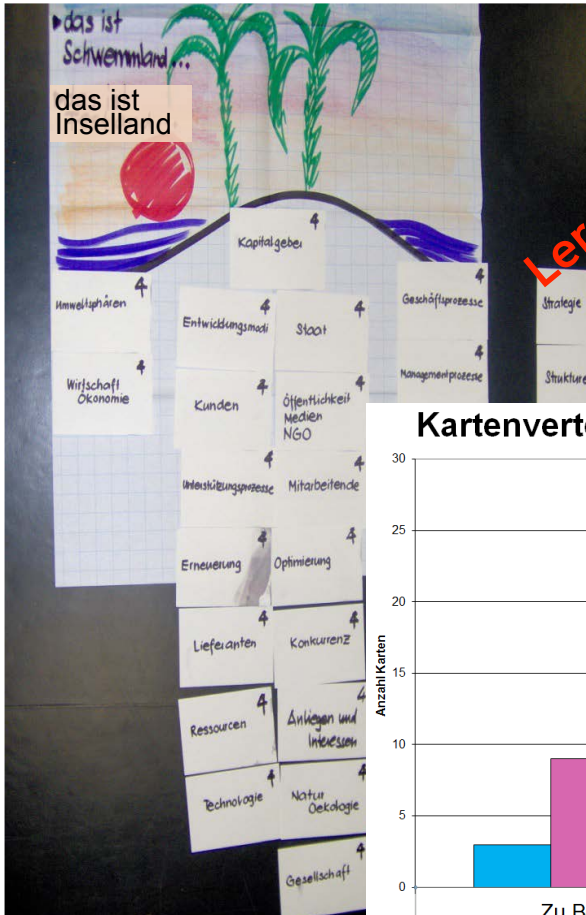 ▸das ist
Schwemmland...
das ist
Inselland
Kapitalgeber 4
Umweltsphären 4
Entwicklungsmodi 4
Staat 4
Geschäftsprozesse 4
Strategie
Wirtschaft
Ökonomie 4
Kunden 4
Öffentlichkeit
Medien
NGO 4
Managementprozesse 4
Unterstützungsprozesse 4
Mitarbeitende 4
Erneuerung 4
Optimierung 4
Lieferanten 4
Konkurrenz 4
Ressourcen 4
Anliegen und
Interessen 4
Technologie 4
Natur
Oekologie 4
Gesellschaft 4
Anzahl Karten
30
25
20
15
10
5
0